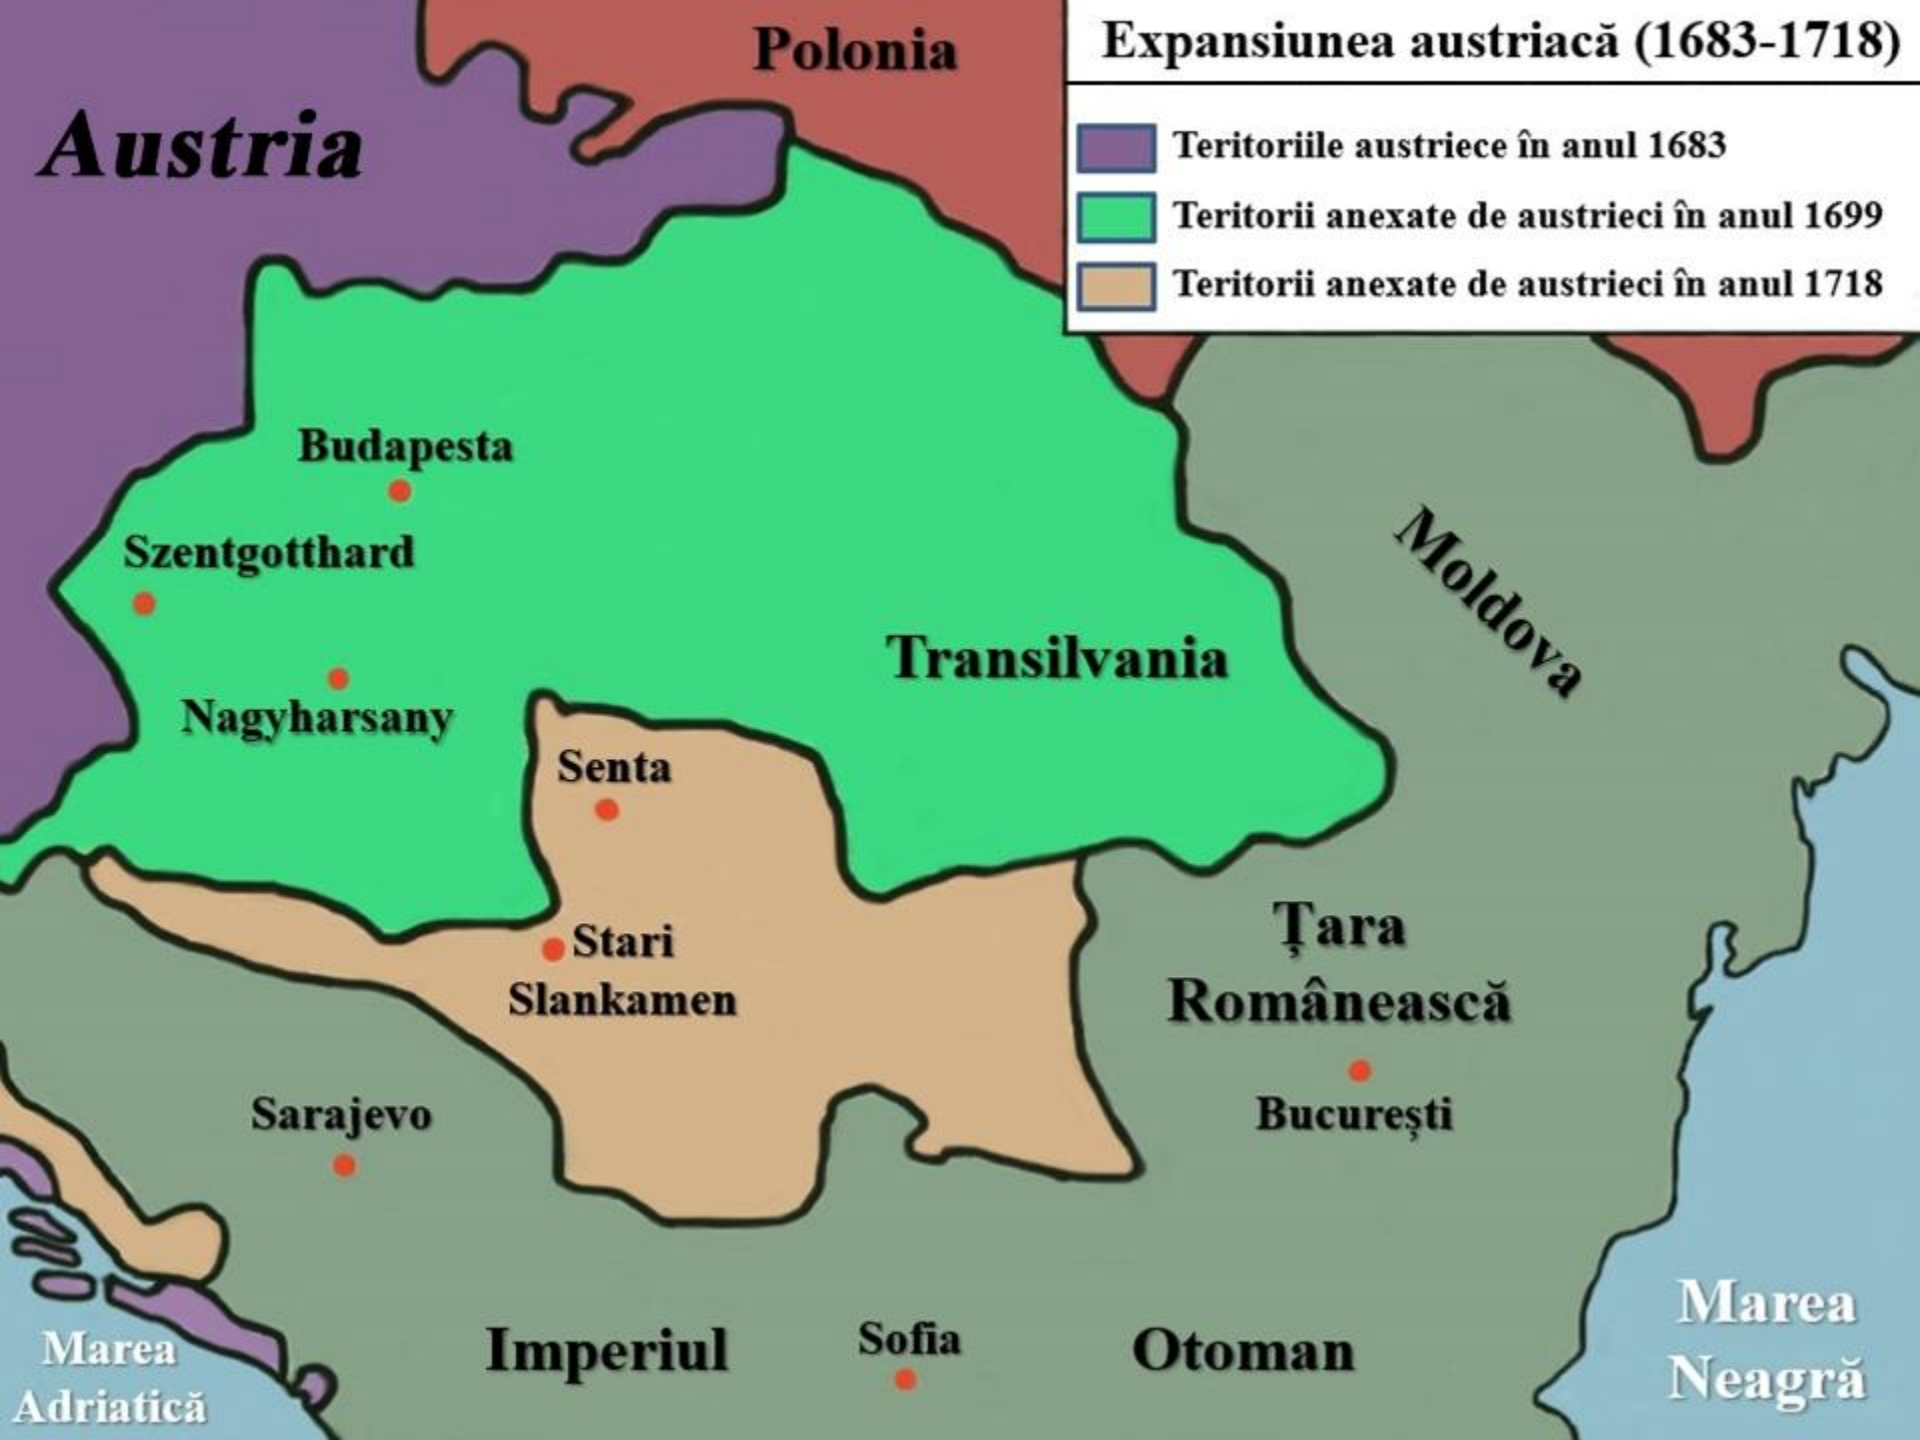 Polonia
Expansiunea austriacă (1683-1718)
Austria
Teritoriile austriece în anul 1683
Teritorii anexate de austrieci în anul 1699
Teritorii anexate de austrieci în anul 1718
Budapesta
Szentgotthard
Moldova
Transilvania
Nagyharsany
Senta
Țara
Românească
Stari
Slankamen
București
Sarajevo
Imperiul
Sofia
Otoman
Marea
Neagră
Marea
Adriatică